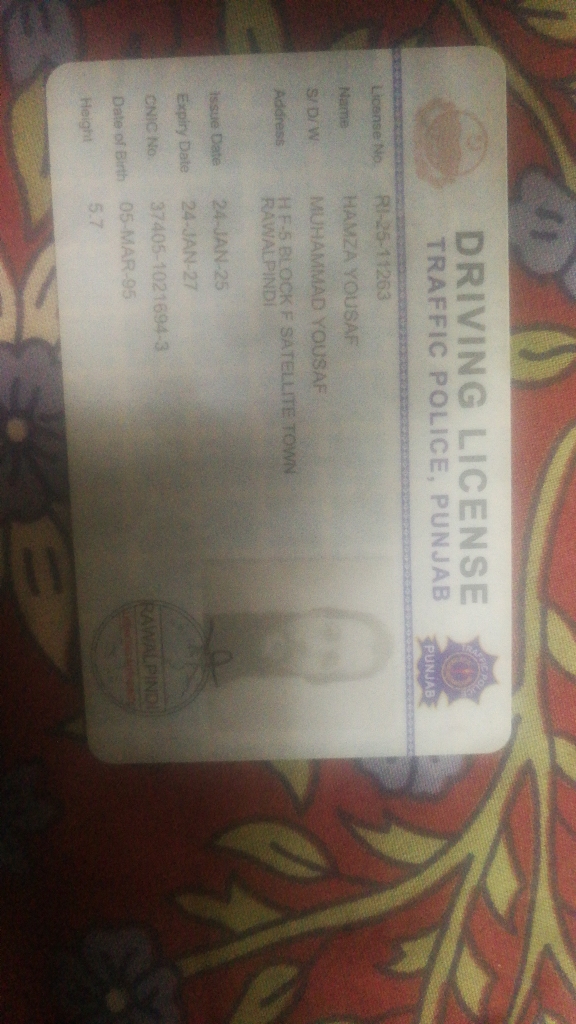 DRIVING LICENSE
TRAFFIC POLICE, PUNJAB
PUNJAB
License No. RI-25-11263
Name HAMZA YOUSAF
S/ D/ W MUHAMMAD YOUSAF
Address H F-5 BLOCK F SATELLITE TOWN
RAWALPINDI
Issue Date 24-JAN-25
Expiry Date 24-JAN-27
CNIC No. 37405-1021694-3
Date of Birth 05-MAR-95
Height 5.7
RAWALPINDI